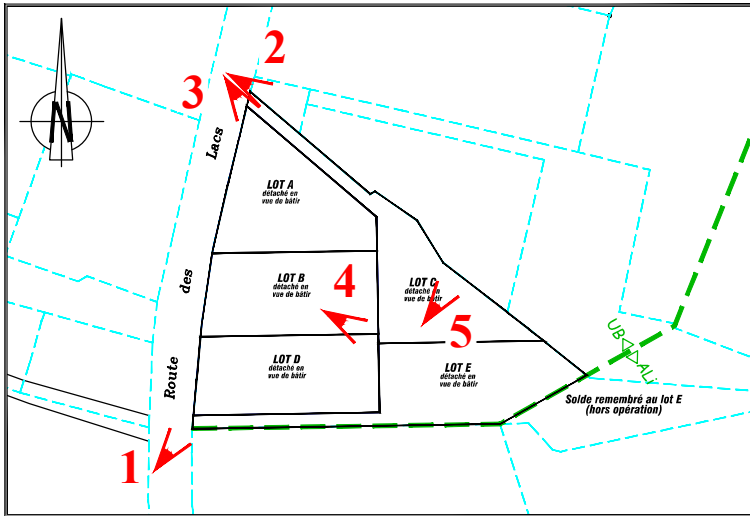 2
3
N
Lacs
LOT A
détaché en
vue de bâtir
LOT B
détaché en
vue de bâtir
4
LOT C
détaché en
vue de bâtir
des
5
UB
ALi
LOT D
détaché en
vue de bâtir
LOT E
détaché en
vue de bâtir
Route
Solde remembré au lot E
(hors opération)
1